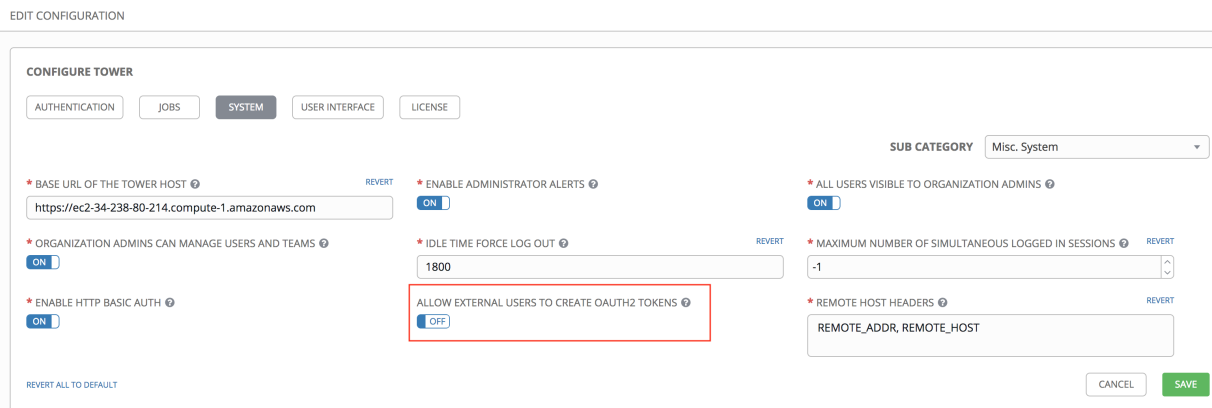 EDIT CONFIGURATION
CONFIGURE TOWER
AUTHENTICATION JOBS SYSTEM USER INTERFACE LICENSE
SUB CATEGORY Misc. System
* BASE URL OF THE TOWER HOST ? REVERT * ENABLE ADMINISTRATOR ALERTS ? * ALL USERS VISIBLE TO ORGANIZATION ADMINS ?
https://ec2-34-238-80-214.compute-1.amazonaws.com ON ON
* ORGANIZATION ADMINS CAN MANAGE USERS AND TEAMS ? * IDLE TIME FORCE LOG OUT ? REVERT * MAXIMUM NUMBER OF SIMULTANEOUS LOGGED IN SESSIONS ? REVERT
ON 1800 -1
* ENABLE HTTP BASIC AUTH ? ALLOW EXTERNAL USERS TO CREATE OAUTH2 TOKENS ? * REMOTE HOST HEADERS ? REVERT
ON OFF REMOTE_ADDR, REMOTE_HOST
REVERT ALL TO DEFAULT CANCEL SAVE